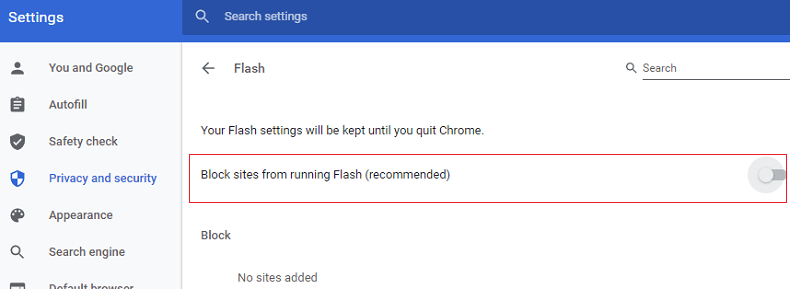 Settings
Search settings
You and Google
Autofill
Safety check
Privacy and security
Appearance
Search engine
Default browser
Flash
Search
Your Flash settings will be kept until you quit Chrome.
Block sites from running Flash (recommended)
Block
No sites added